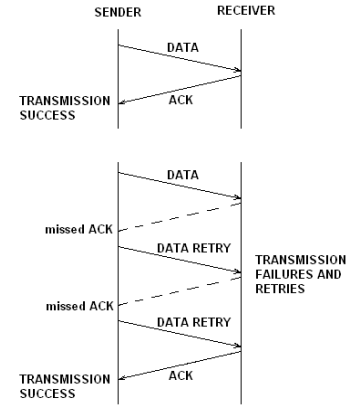 SENDER
RECEIVER
DATA
ACK
TRANSMISSION
SUCCESS
DATA
missed ACK
DATA RETRY
TRANSMISSION
FAILURES AND
RETRIES
missed ACK
DATA RETRY
ACK
TRANSMISSION
SUCCESS